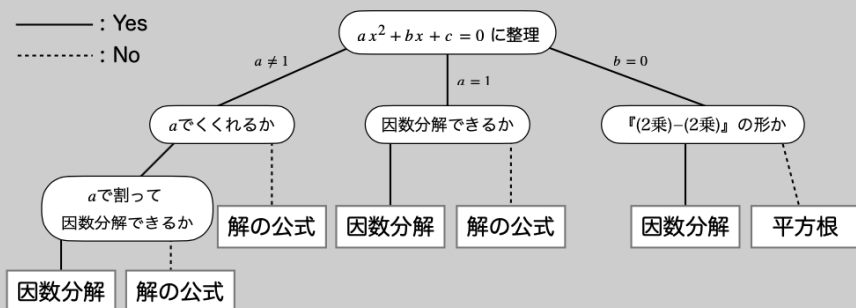 : Yes
: No
ax² + bx + c = 0 に整理
a ≠ 1
a = 1
b = 0
aでくくれるか
因数分解できるか
『(2乗)−(2乗)』の形か
aで割って
因数分解できるか
解の公式
因数分解
解の公式
因数分解
平方根
因数分解
解の公式